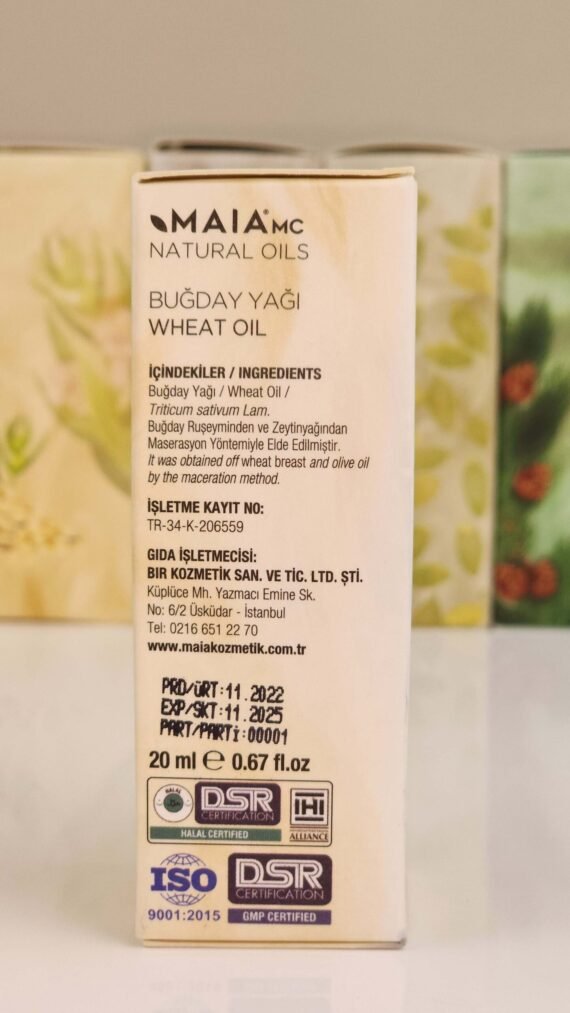 MAIA® MC
NATURAL OILS
BUĞDAY YAĞI
WHEAT OIL
İÇİNDEKİLER / INGREDIENTS
Buğday Yağı / Wheat Oil /
Triticum sativum Lam.
Buğday Ruşeyminden ve Zeytinyağından
Maserasyon Yöntemiyle Elde Edilmiştir.
It was obtained off wheat breast and olive oil
by the maceration method.
İŞLETME KAYIT NO:
TR-34-K-206559
GIDA İŞLETMECİSİ:
BIR KOZMETİK SAN. VE TİC. LTD. ŞTİ.
Küplüce Mh. Yazmacı Emine Sk.
No: 6/2 Üsküdar - İstanbul
Tel: 0216 651 22 70
www.maiakozmetik.com.tr
PRD/ÜRT:11.2022
EXP/SKT:11.2025
PART/PARTİ:00001
20 ml ℮ 0.67 fl.oz
HALAL
DSR
CERTIFICATION
HALAL CERTIFIED
IHI
ALLIANCE
ISO
9001:2015
DSR
CERTIFICATION
GMP CERTIFIED